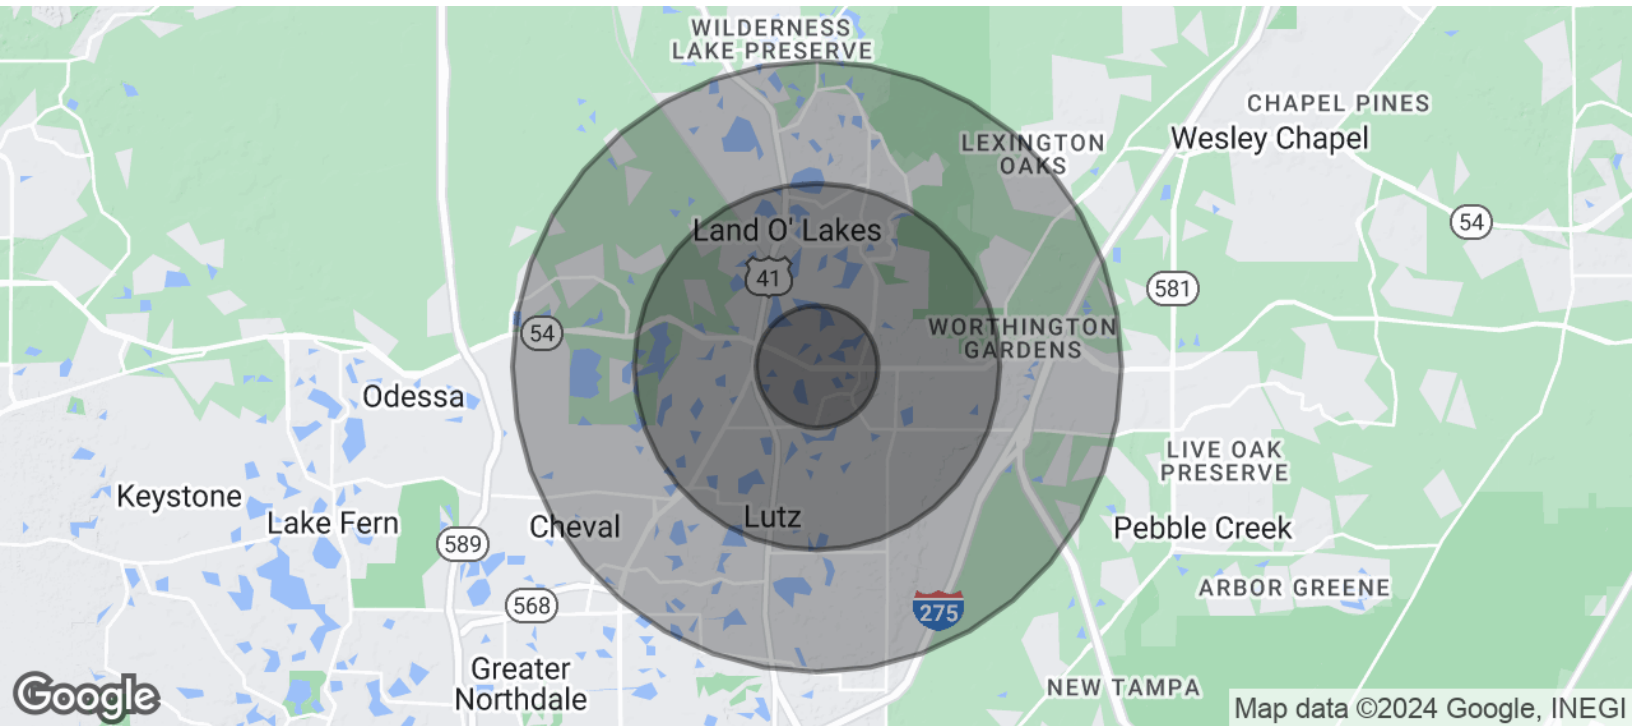 WILDERNESS
LAKE PRESERVE
CHAPEL PINES
Wesley Chapel
LEXINGTON
OAKS
54
Land O' Lakes
41
581
54
WORTHINGTON
GARDENS
Odessa
LIVE OAK
PRESERVE
Keystone
Lake Fern
Cheval
Lutz
Pebble Creek
589
ARBOR GREENE
568
275
Greater
Northdale
NEW TAMPA
Google
Map data ©2024 Google, INEGI